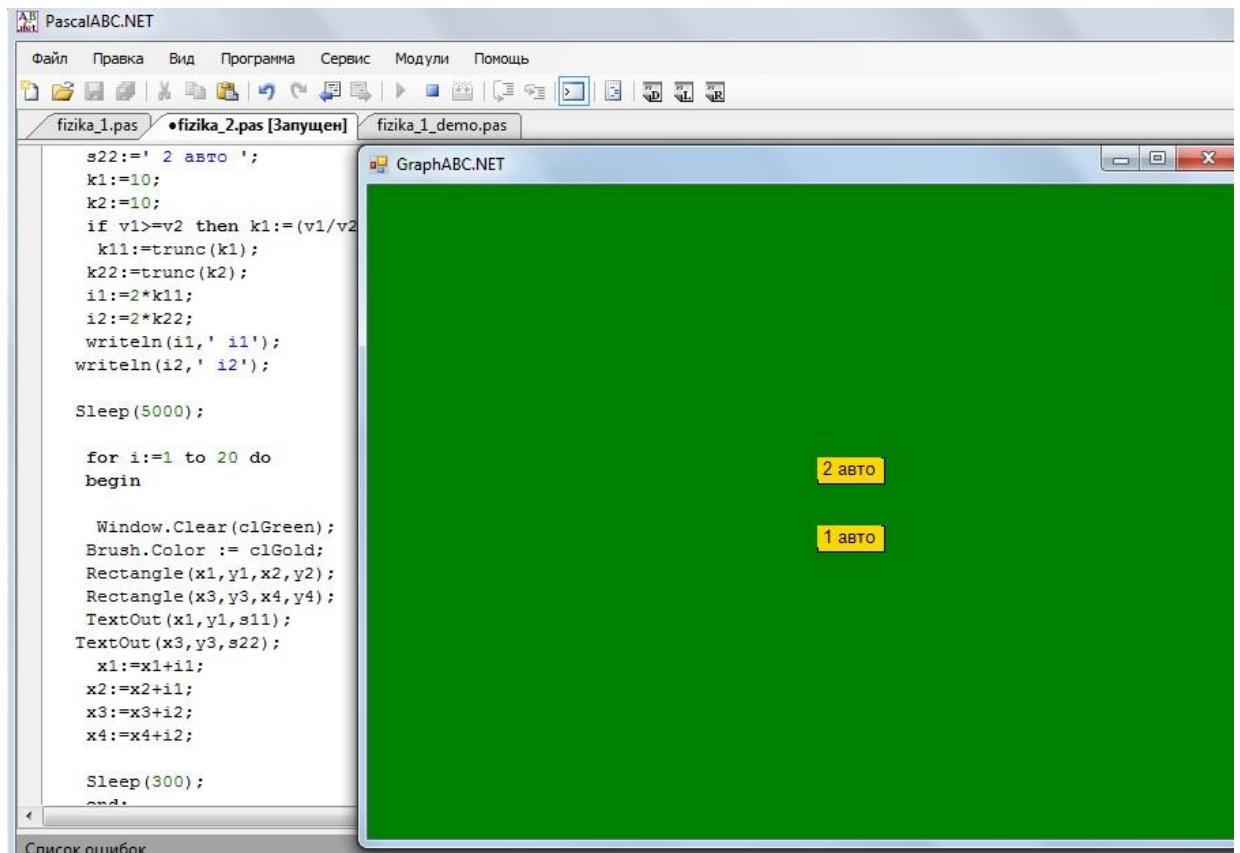 PascalABC.NET
Файл Правка Вид Программа Сервис Модули Помощь
fizika_1.pas •fizika_2.pas [Запущен] fizika_1_demo.pas
s22:=' 2 авто ';
k1:=10;
k2:=10;
if v1>=v2 then k1:=(v1/v2
k11:=trunc(k1);
k22:=trunc(k2);
i1:=2*k11;
i2:=2*k22;
writeln(i1,' i1');
writeln(i2,' i2');
Sleep(5000);
for i:=1 to 20 do
begin
Window.Clear(clGreen);
Brush.Color := clGold;
Rectangle(x1,y1,x2,y2);
Rectangle(x3,y3,x4,y4);
TextOut(x1,y1,s11);
TextOut(x3,y3,s22);
x1:=x1+i1;
x2:=x2+i1;
x3:=x3+i2;
x4:=x4+i2;
Sleep(300);
end;
Список ошибок
GraphABC.NET
2 авто
1 авто